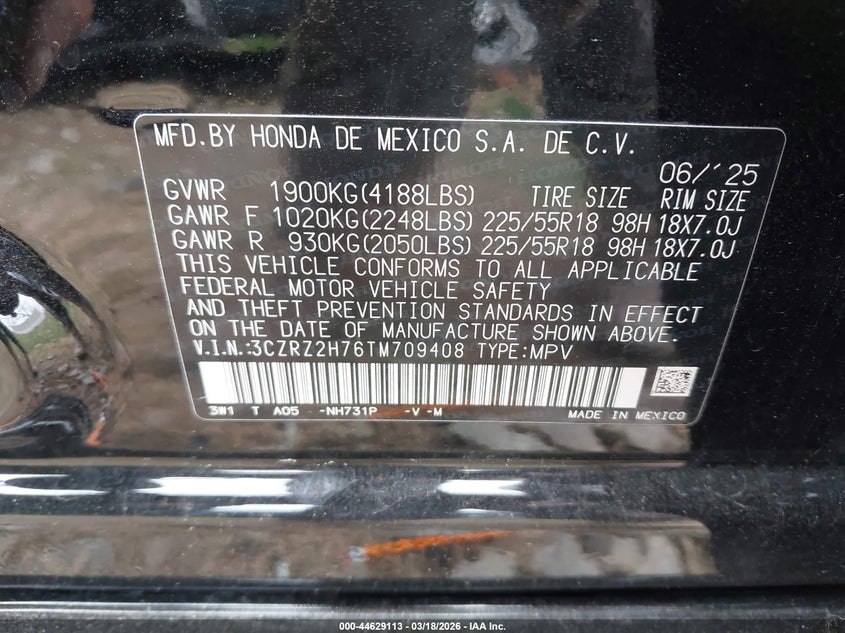 MFD.BY HONDA DE MEXICO S.A. DE C.V.
06/'25
GVWR 1900KG(4188LBS) TIRE SIZE RIM SIZE
GAWR F 1020KG(2248LBS) 225/55R18 98H 18X7.0J
GAWR R 930KG(2050LBS) 225/55R18 98H 18X7.0J
THIS VEHICLE CONFORMS TO ALL APPLICABLE
FEDERAL MOTOR VEHICLE SAFETY
AND THEFT PREVENTION STANDARDS IN EFFECT
ON THE DATE OF MANUFACTURE SHOWN ABOVE.
V.I.N.:3CZRZ2H76TM709408 TYPE:MPV
3W1 T A05 -NH731P -V -M MADE IN MEXICO
000-44629113 — 03/18/2026 - IAA Inc.